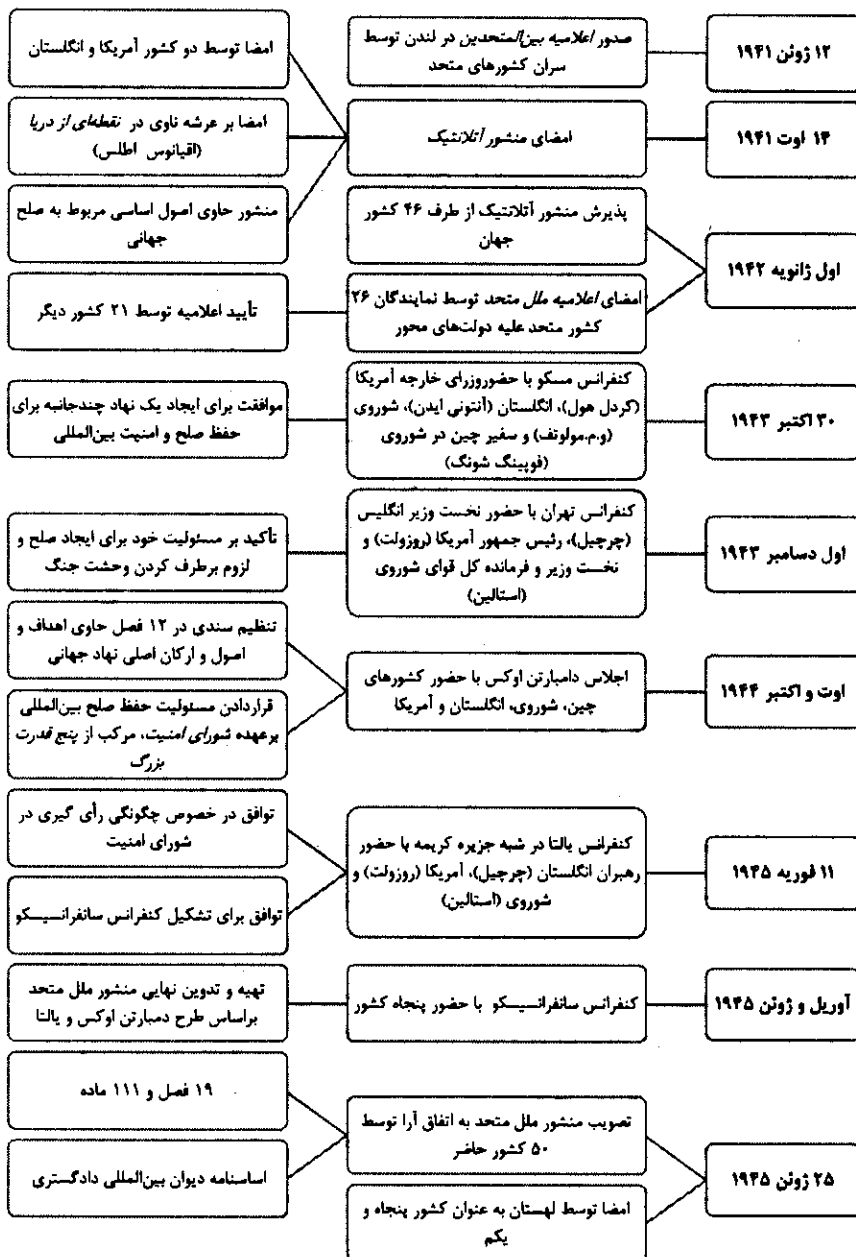 ۱۲ ژوئن ۱۹۴۱
صدور اعلامیه بین‌المتحدین در لندن توسط
سران کشورهای متحد
۱۴ اوت ۱۹۴۱
امضای منشور آتلانتیک
امضا توسط دو کشور آمریکا و انگلستان
امضا بر عرشه ناوی در نقطه‌ای از دریا
(اقیانوس اطلس)
منشور حاوی اصول اساسی مربوط به صلح
جهانی
اول ژانویه ۱۹۴۲
پذیرش منشور آتلانتیک از طرف ۴۶ کشور
جهان
امضای اعلامیه ملل متحد توسط نمایندگان ۲۶
کشور متحد علیه دولت‌های محور
تأیید اعلامیه توسط ۲۱ کشور دیگر
۳۰ اکتبر ۱۹۴۳
کنفرانس مسکو با حضوروزرای خارجه آمریکا
(کردل هول)، انگلستان (آنتونی ایدن)، شوروی
(و.م.مولوتف) و سفیر چین در شوروی
(فوپینگ شونگ)
موافقت برای ایجاد یک نهاد چندجانبه برای
حفظ صلح و امنیت بین‌المللی
اول دسامبر ۱۹۴۳
کنفرانس تهران با حضور نخست وزیر انگلیس
(چرچیل)، رئیس جمهور آمریکا (روزولت) و
نخست وزیر و فرمانده کل قوای شوروی
(استالین)
تأکید بر مسئولیت خود برای ایجاد صلح و
لزوم برطرف کردن وحشت جنگ
اوت و اکتبر ۱۹۴۴
اجلاس دامبارتن اوکس با حضور کشورهای
چین، شوروی، انگلستان و آمریکا
تنظیم سندی در ۱۲ فصل حاوی اهداف و
اصول و ارکان اصلی نهاد جهانی
قراردادن مسئولیت حفظ صلح بین‌المللی
برعهده شورای امنیت، مرکب از پنج قدرت
بزرگ
۱۱ فوریه ۱۹۴۵
کنفرانس یالتا در شبه جزیره کریمه با حضور
رهبران انگلستان (چرچیل)، آمریکا (روزولت) و
شوروی (استالین)
توافق در خصوص چگونگی رأی گیری در
شورای امنیت
توافق برای تشکیل کنفرانس سانفرانسیسکو
آوریل و ژوئن ۱۹۴۵
کنفرانس سانفرانسیسکو با حضور پنجاه کشور
تهیه و تدوین نهایی منشور ملل متحد
براساس طرح دمبارتن اوکس و یالتا
۲۵ ژوئن ۱۹۴۵
تصویب منشور ملل متحد به اتفاق آرا توسط
۵۰ کشور حاضر
۱۹ فصل و ۱۱۱ ماده
اساسنامه دیوان بین‌المللی دادگستری
امضا توسط لهستان به عنوان کشور پنجاه و
یکم